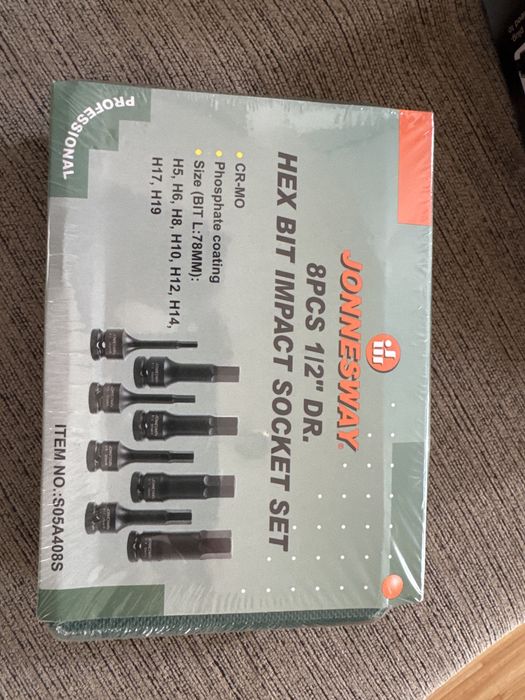 JONNESWAY®
8PCS 1/2" DR.
HEX BIT IMPACT SOCKET SET
CR-MO
Phosphate coating
Size (BIT L:78MM):
H5, H6, H8, H10, H12, H14,
H17, H19
PROFESSIONAL
ITEM NO.:S05A408S